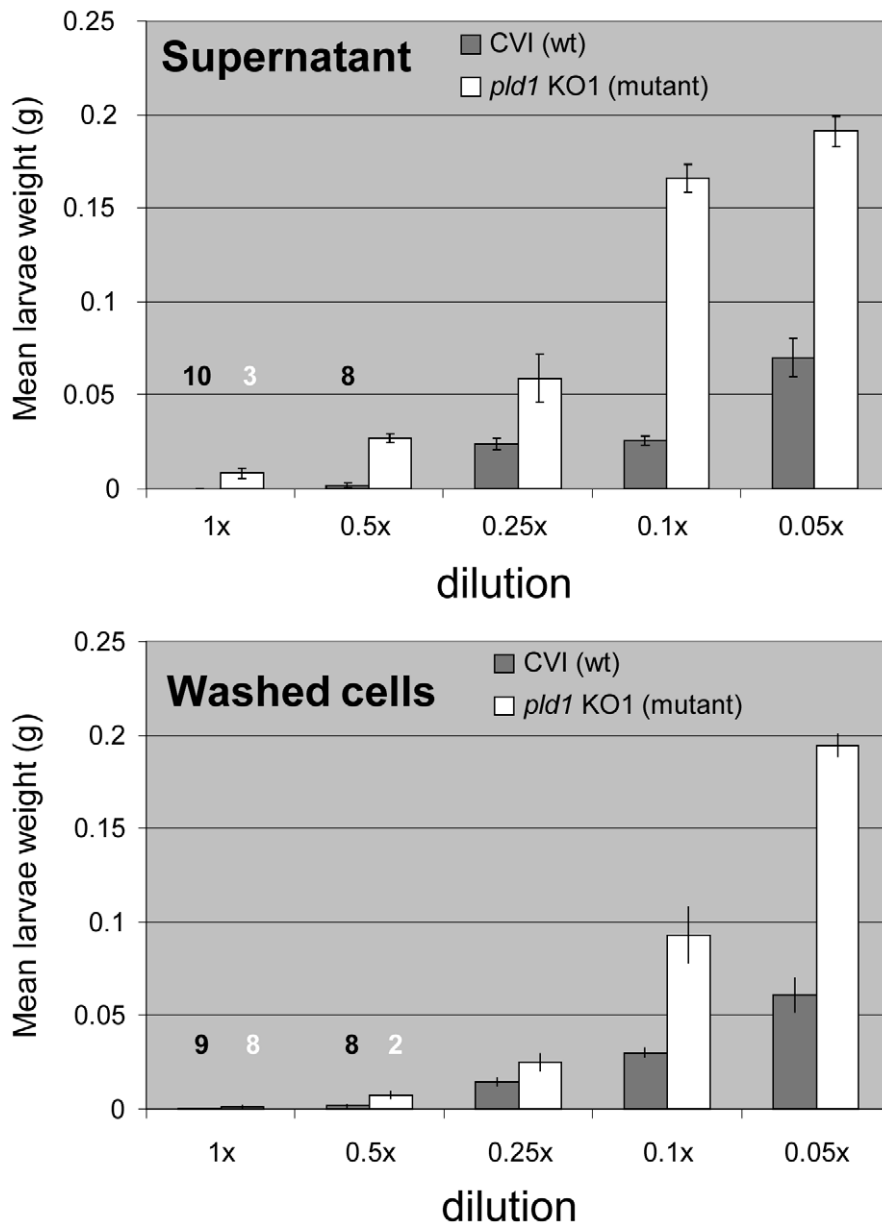 Supernatant
CVI (wt)
pld1 KO1 (mutant)
Mean larvae weight (g)
0.25
0.2
0.15
0.1
0.05
0
10 3 8
1x 0.5x 0.25x 0.1x 0.05x
dilution
Washed cells
CVI (wt)
pld1 KO1 (mutant)
Mean larvae weight (g)
0.25
0.2
0.15
0.1
0.05
0
9 8 8 2
1x 0.5x 0.25x 0.1x 0.05x
dilution